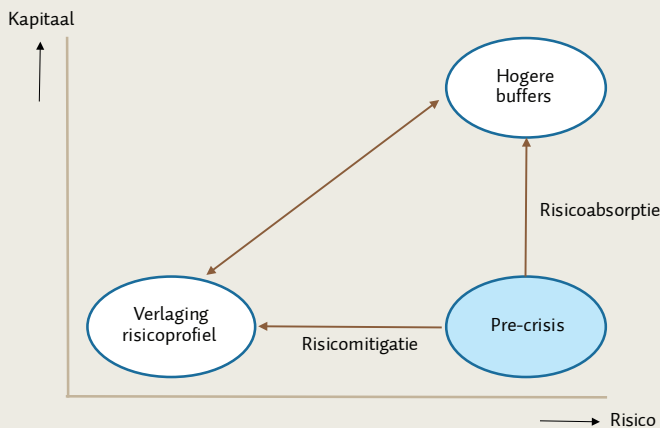 Kapitaal
Hogere
buffers
Risicoabsorptie
Verlaging
risicoprofiel
Risicomitigatie
Pre-crisis
Risico